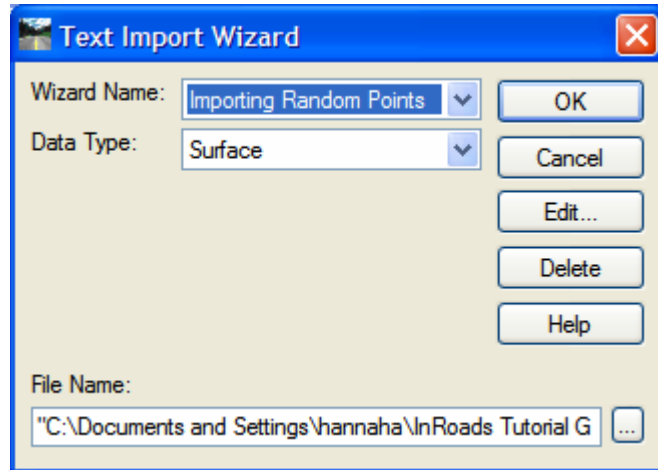 Text Import Wizard
Wizard Name: Importing Random Points OK
Data Type: Surface Cancel
Edit...
Delete
Help
File Name:
"C:\Documents and Settings\hannaha\InRoads Tutorial G ...